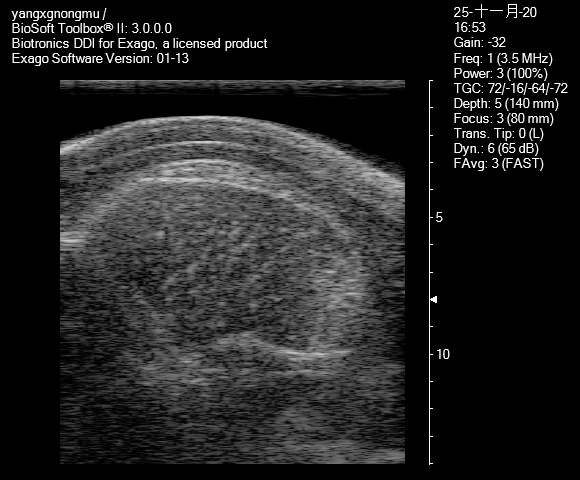 yangxgnongmu /
BioSoft Toolbox® II: 3.0.0.0
Biotronics DDI for Exago, a licensed product
Exago Software Version: 01-13
25-十一月-20
16:53
Gain: -32
Freq: 1 (3.5 MHz)
Power: 3 (100%)
TGC: 72/-16/-64/-72
Depth: 5 (140 mm)
Focus: 3 (80 mm)
Trans. Tip: 0 (L)
Dyn.: 6 (65 dB)
FAvg: 3 (FAST)
5
10